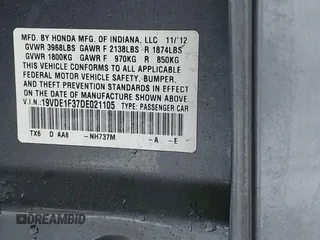 MFD. BY HONDA MFG. OF INDIANA, LLC 11/12
GVWR 3968LBS GAWR F 2138LBS R 1874LBS
GVWR 1800KG GAWR F 970KG R 850KG
THIS VEHICLE CONFORMS TO ALL APPLICABLE
FEDERAL MOTOR VEHICLE SAFETY, BUMPER,
AND THEFT PREVENTION STANDARDS IN EFFECT
ON THE DATE OF MANUFACTURE SHOWN ABOVE.
V.I.N.: 19VDE1F37DE021105 TYPE: PASSENGER CAR
TX6 D AA8 -NH737M -A -E
DREAMBID